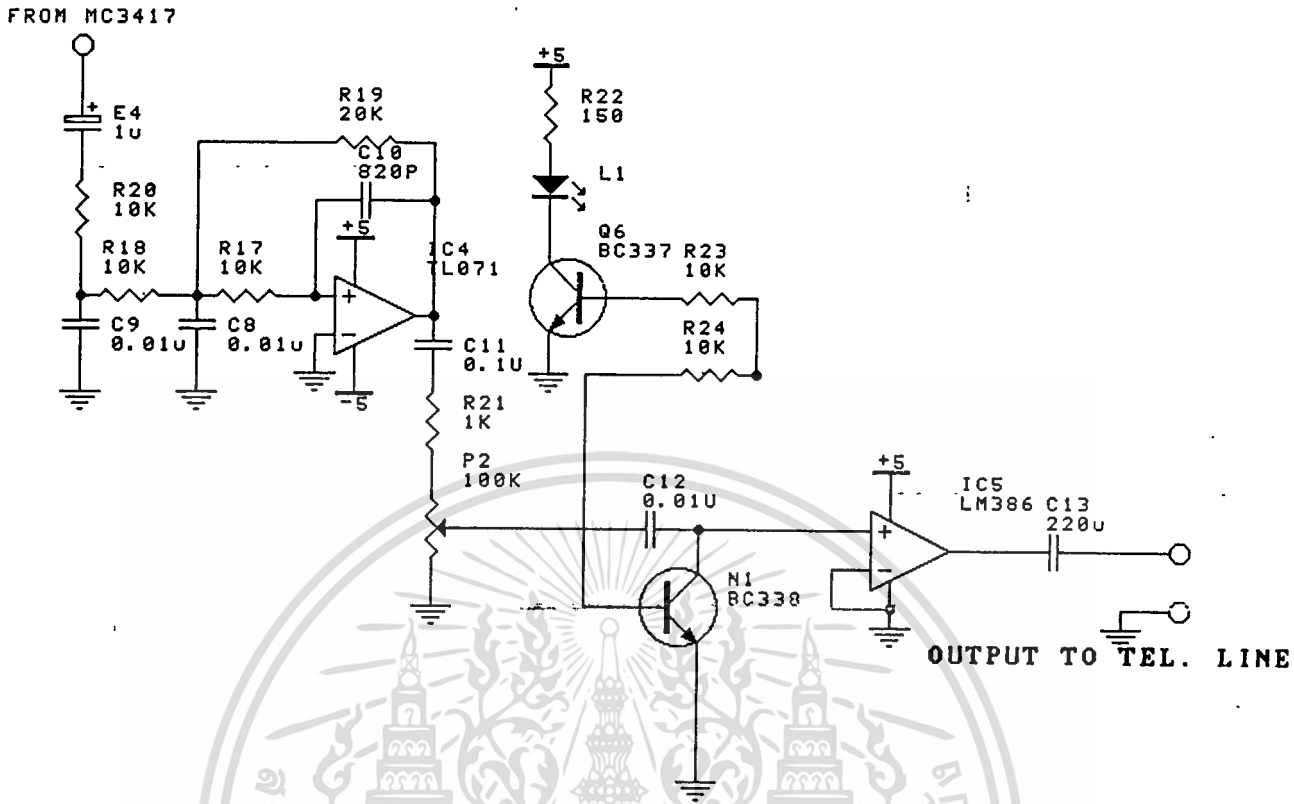 FROM MC3417
E4
+
1u
R20
10K
R18
10K
R17
10K
R19
20K
C10
820P
+5
IC4
TL071
+
-
-5
C9
0.01u
C8
0.01u
C11
0.1U
R21
1K
P2
100K
+5
R22
150
L1
Q6
BC337
R23
10K
R24
10K
C12
0.01U
N1
BC338
+5
IC5
LM386
+
-
C13
220u
OUTPUT TO TEL. LINE